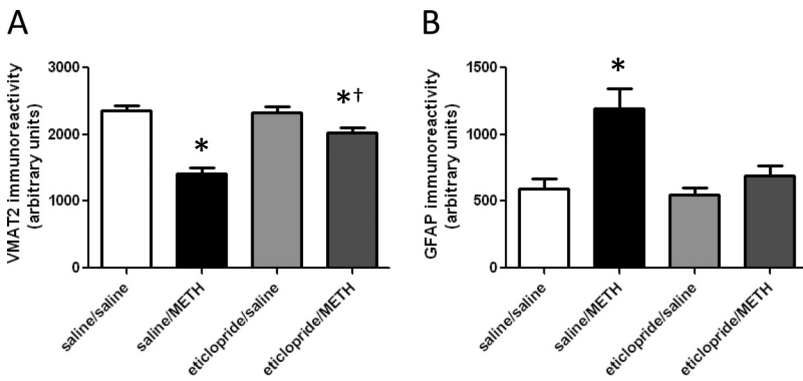 A
VMAT2 immunoreactivity
(arbitrary units)
3000
2000
1000
0
*
*†
saline/saline
saline/METH
eticlopride/saline
eticlopride/METH
B
GFAP immunoreactivity
(arbitrary units)
1500
1000
500
0
*
saline/saline
saline/METH
eticlopride/saline
eticlopride/METH